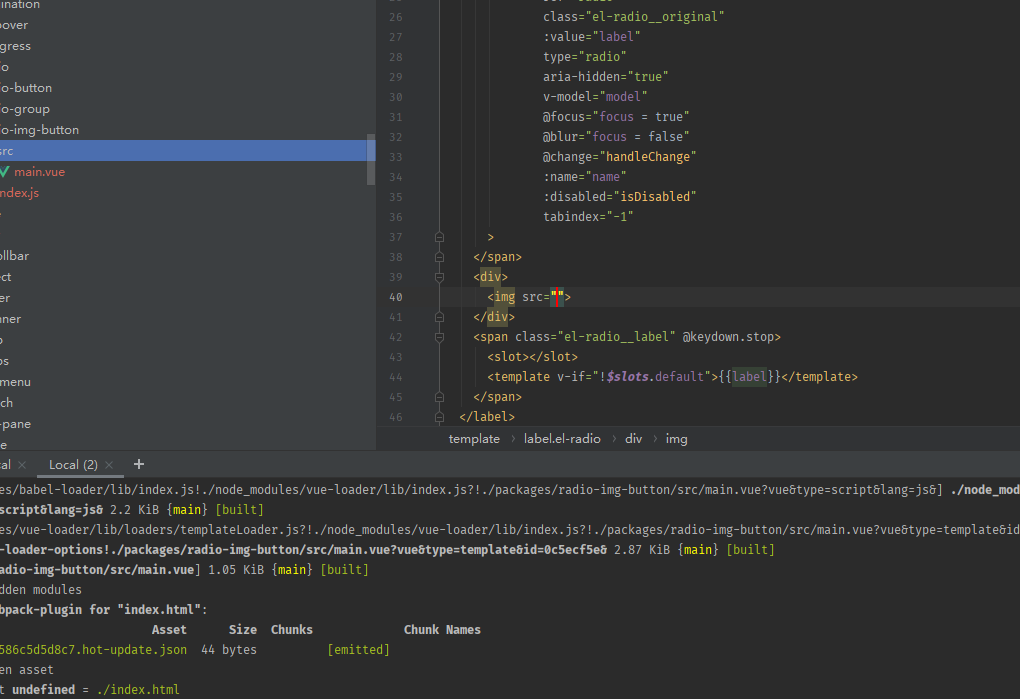 ination
over
gress
io
io-button
io-group
io-img-button
src
main.vue
index.js
ollbar
ect
er
nner
os
menu
ch
-pane
26 class="el-radio__original"
27 :value="label"
28 type="radio"
29 aria-hidden="true"
30 v-model="model"
31 @focus="focus = true"
32 @blur="focus = false"
33 @change="handleChange"
34 :name="name"
35 :disabled="isDisabled"
36 tabindex="-1"
37 >
38 </span>
39 <div>
40 <img src="">
41 </div>
42 <span class="el-radio__label" @keydown.stop>
43 <slot></slot>
44 <template v-if="!$slots.default">{{label}}</template>
45 </span>
46 </label>
template › label.el-radio › div › img
cal × Local (2) × +
es/babel-loader/lib/index.js!./node_modules/vue-loader/lib/index.js?!./packages/radio-img-button/src/main.vue?vue&type=script&lang=js&] ./node_mod
script&lang=js& 2.2 KiB {main} [built]
es/vue-loader/lib/loaders/templateLoader.js?!./node_modules/vue-loader/lib/index.js?!./packages/radio-img-button/src/main.vue?vue&type=template&id
-loader-options!./packages/radio-img-button/src/main.vue?vue&type=template&id=0c5ecf5e& 2.87 KiB {main} [built]
adio-img-button/src/main.vue] 1.05 KiB {main} [built]
dden modules
bpack-plugin for "index.html":
Asset Size Chunks Chunk Names
586c5d5d8c7.hot-update.json 44 bytes [emitted]
en asset
t undefined = ./index.html